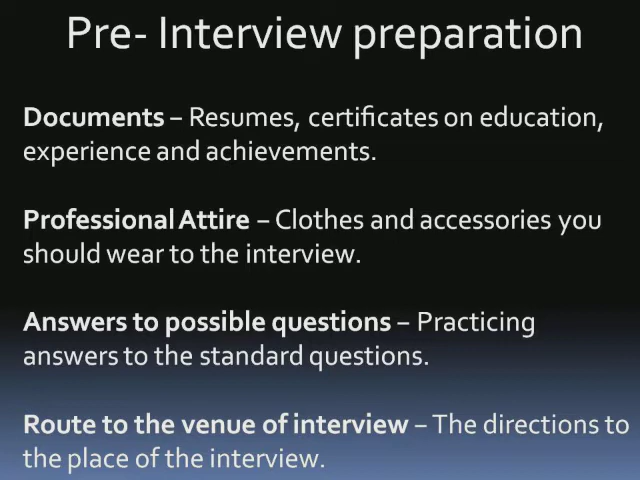 Pre- Interview preparation
Documents – Resumes, certificates on education,
experience and achievements.
Professional Attire – Clothes and accessories you
should wear to the interview.
Answers to possible questions – Practicing
answers to the standard questions.
Route to the venue of interview – The directions to
the place of the interview.